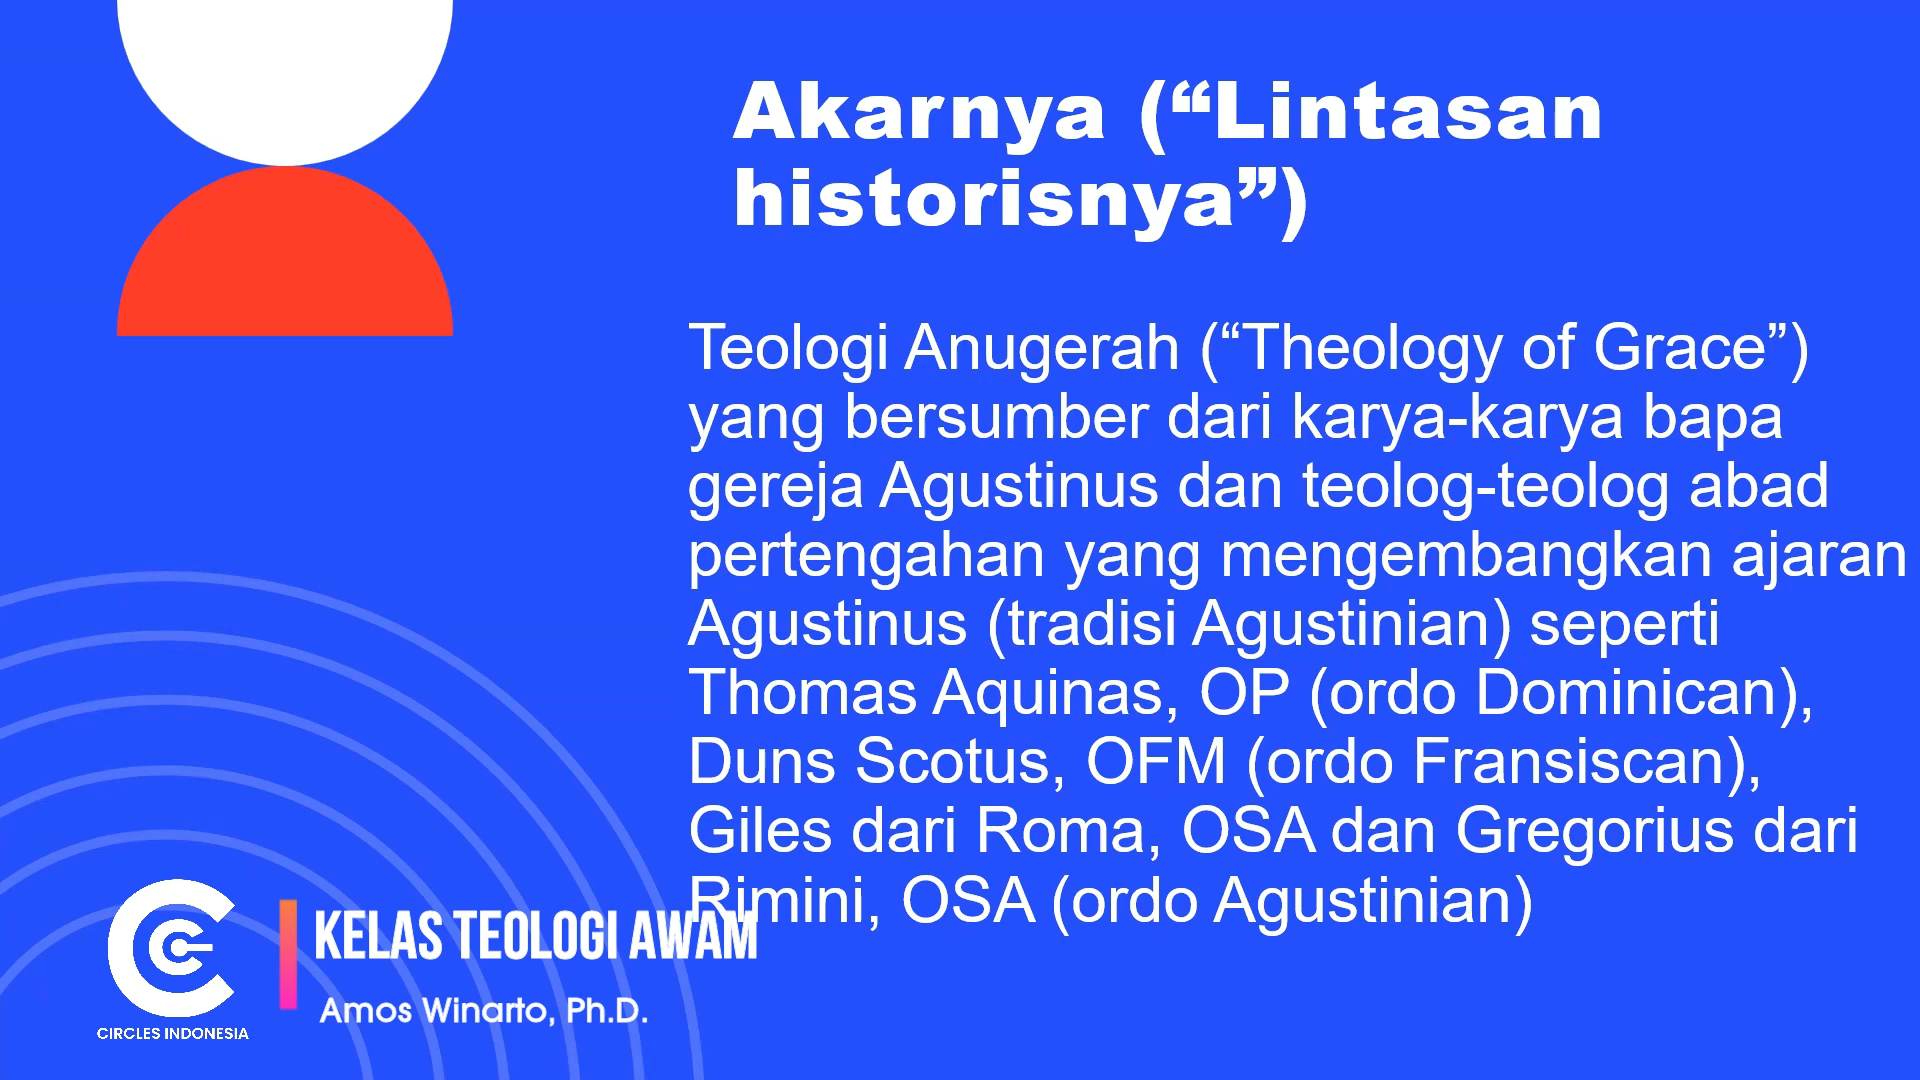 Akarnya (“Lintasan
historisnya”)
Teologi Anugerah (“Theology of Grace”)
yang bersumber dari karya-karya bapa
gereja Agustinus dan teolog-teolog abad
pertengahan yang mengembangkan ajaran
Agustinus (tradisi Agustinian) seperti
Thomas Aquinas, OP (ordo Dominican),
Duns Scotus, OFM (ordo Fransiscan),
Giles dari Roma, OSA dan Gregorius dari
Rimini, OSA (ordo Agustinian)
KELAS TEOLOGI AWAM
Amos Winarto, Ph.D.
CIRCLES INDONESIA